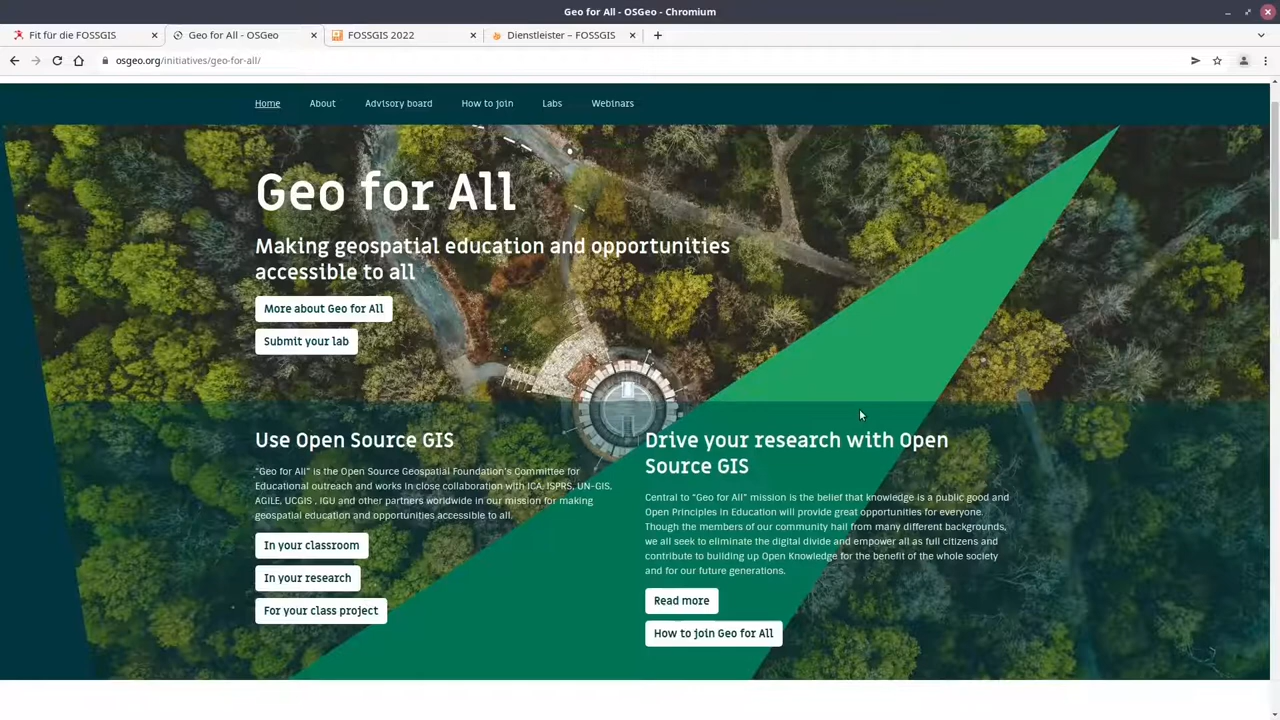 Geo for All - OSGeo - Chromium
Fit für die FOSSGIS
Geo for All - OSGeo
FOSSGIS 2022
Dienstleister – FOSSGIS
osgeo.org/initiatives/geo-for-all/
Home About Advisory board How to join Labs Webinars
Geo for All
Making geospatial education and opportunities
accessible to all
More about Geo for All
Submit your lab
Use Open Source GIS
"Geo for All" is the Open Source Geospatial Foundation's Committee for
Educational outreach and works in close collaboration with ICA, ISPRS, UN-GIS,
AGILE, UCGIS , IGU and other partners worldwide in our mission for making
geospatial education and opportunities accessible to all.
In your classroom
In your research
For your class project
Drive your research with Open
Source GIS
Central to "Geo for All" mission is the belief that knowledge is a public good and
Open Principles in Education will provide great opportunities for everyone.
Though the members of our community hail from many different backgrounds,
we all seek to eliminate the digital divide and empower all as full citizens and
contribute to building up Open Knowledge for the benefit of the whole society
and for our future generations.
Read more
How to join Geo for All